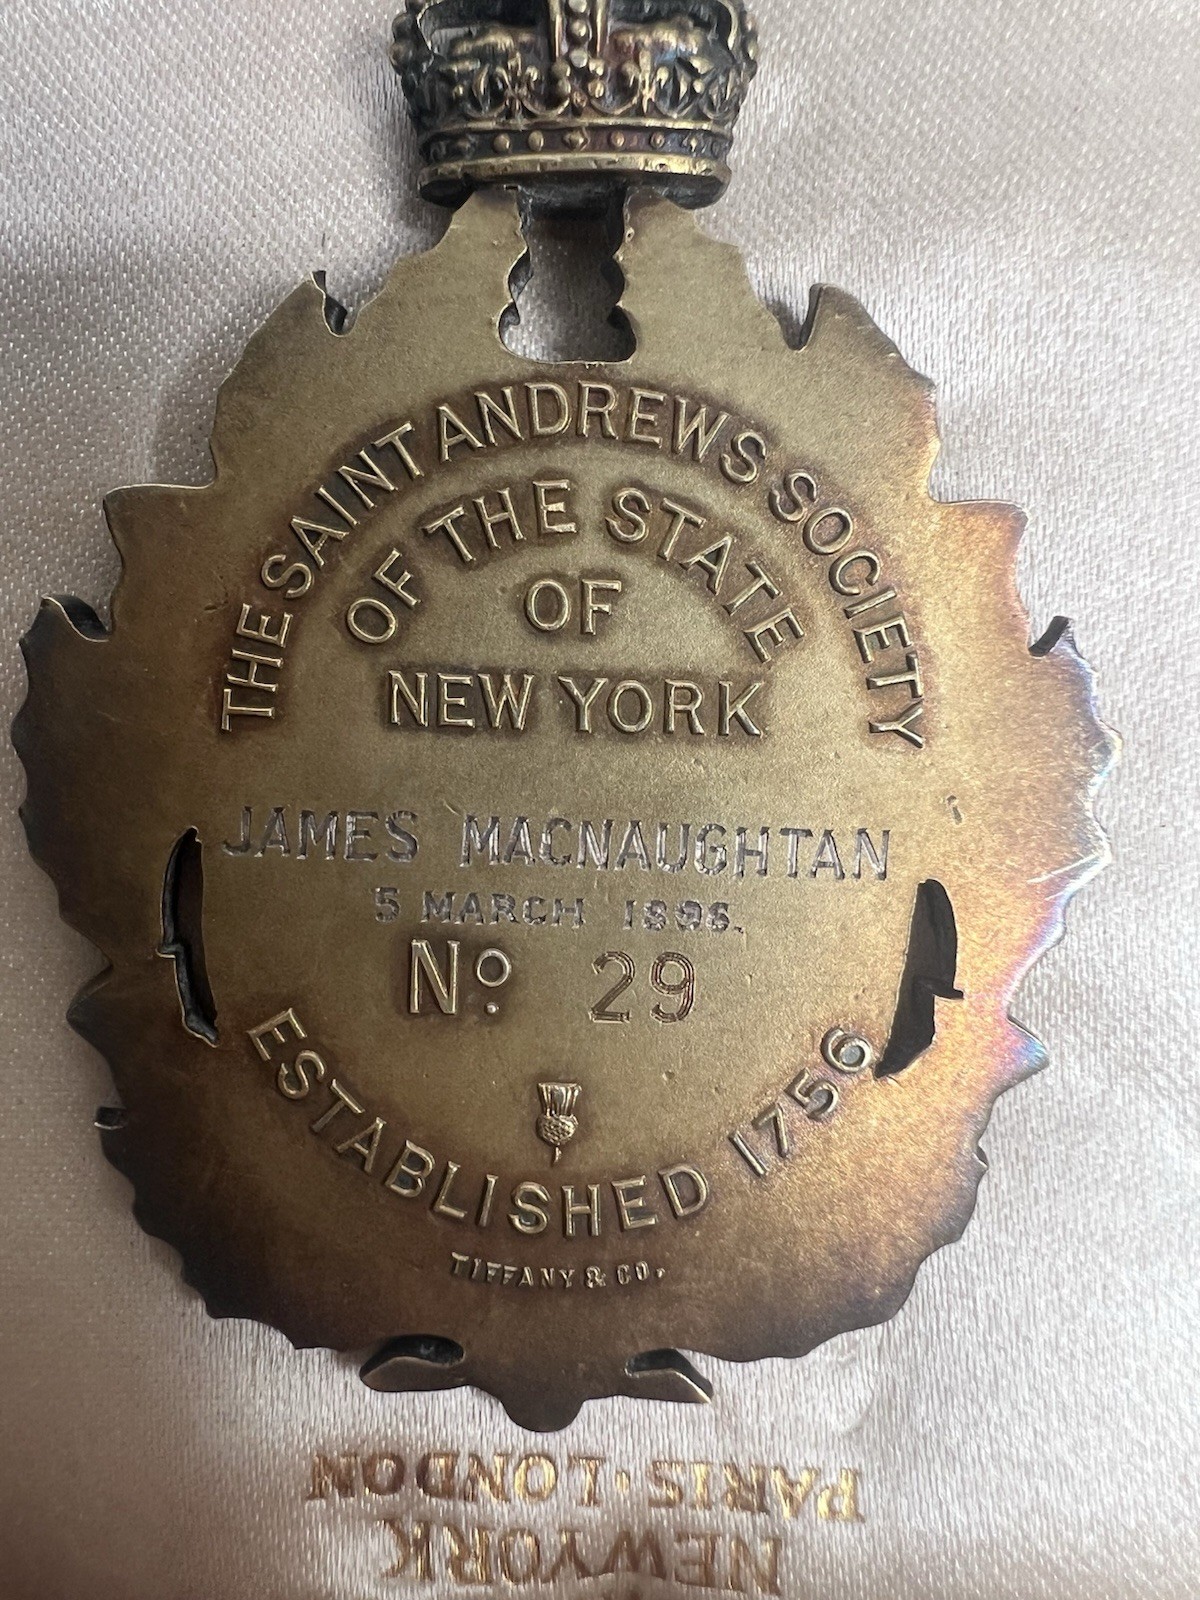 THE SAINT ANDREWS SOCIETY
OF THE STATE
OF
NEW YORK
JAMES MACNAUGHTAN
5 MARCH 1896.
Nº 29
ESTABLISHED 1756
TIFFANY & CO.
NEW YORK
PARIS · LONDON